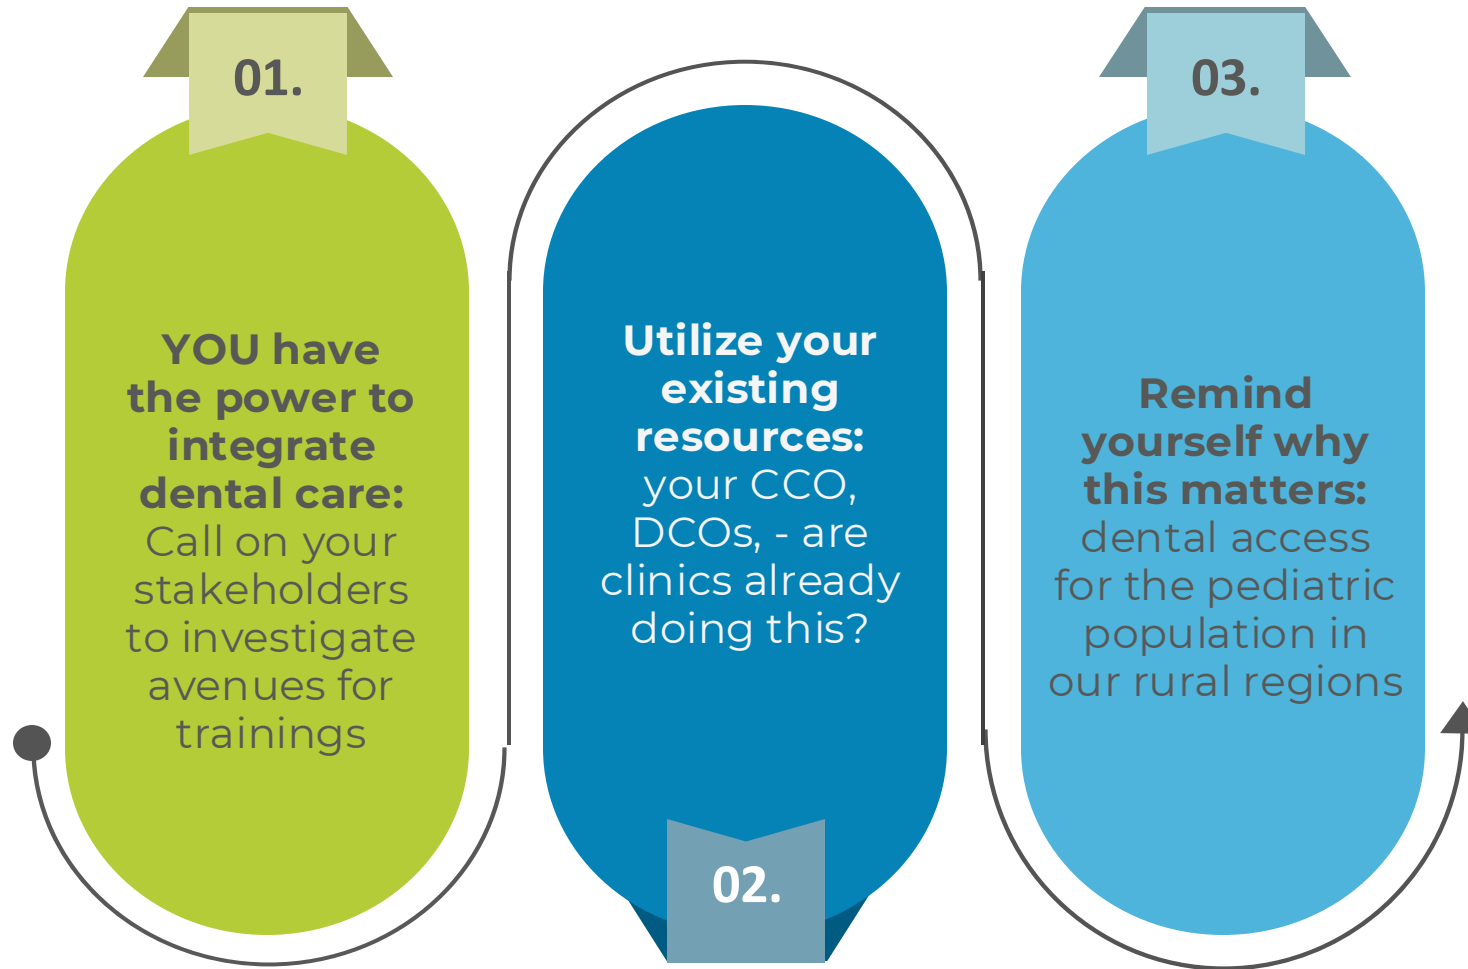 01.
YOU have
the power to
integrate
dental care:
Call on your
stakeholders
to investigate
avenues for
trainings
Utilize your
existing
resources:
your CCO,
DCOs, - are
clinics already
doing this?
02.
03.
Remind
yourself why
this matters:
dental access
for the pediatric
population in
our rural regions